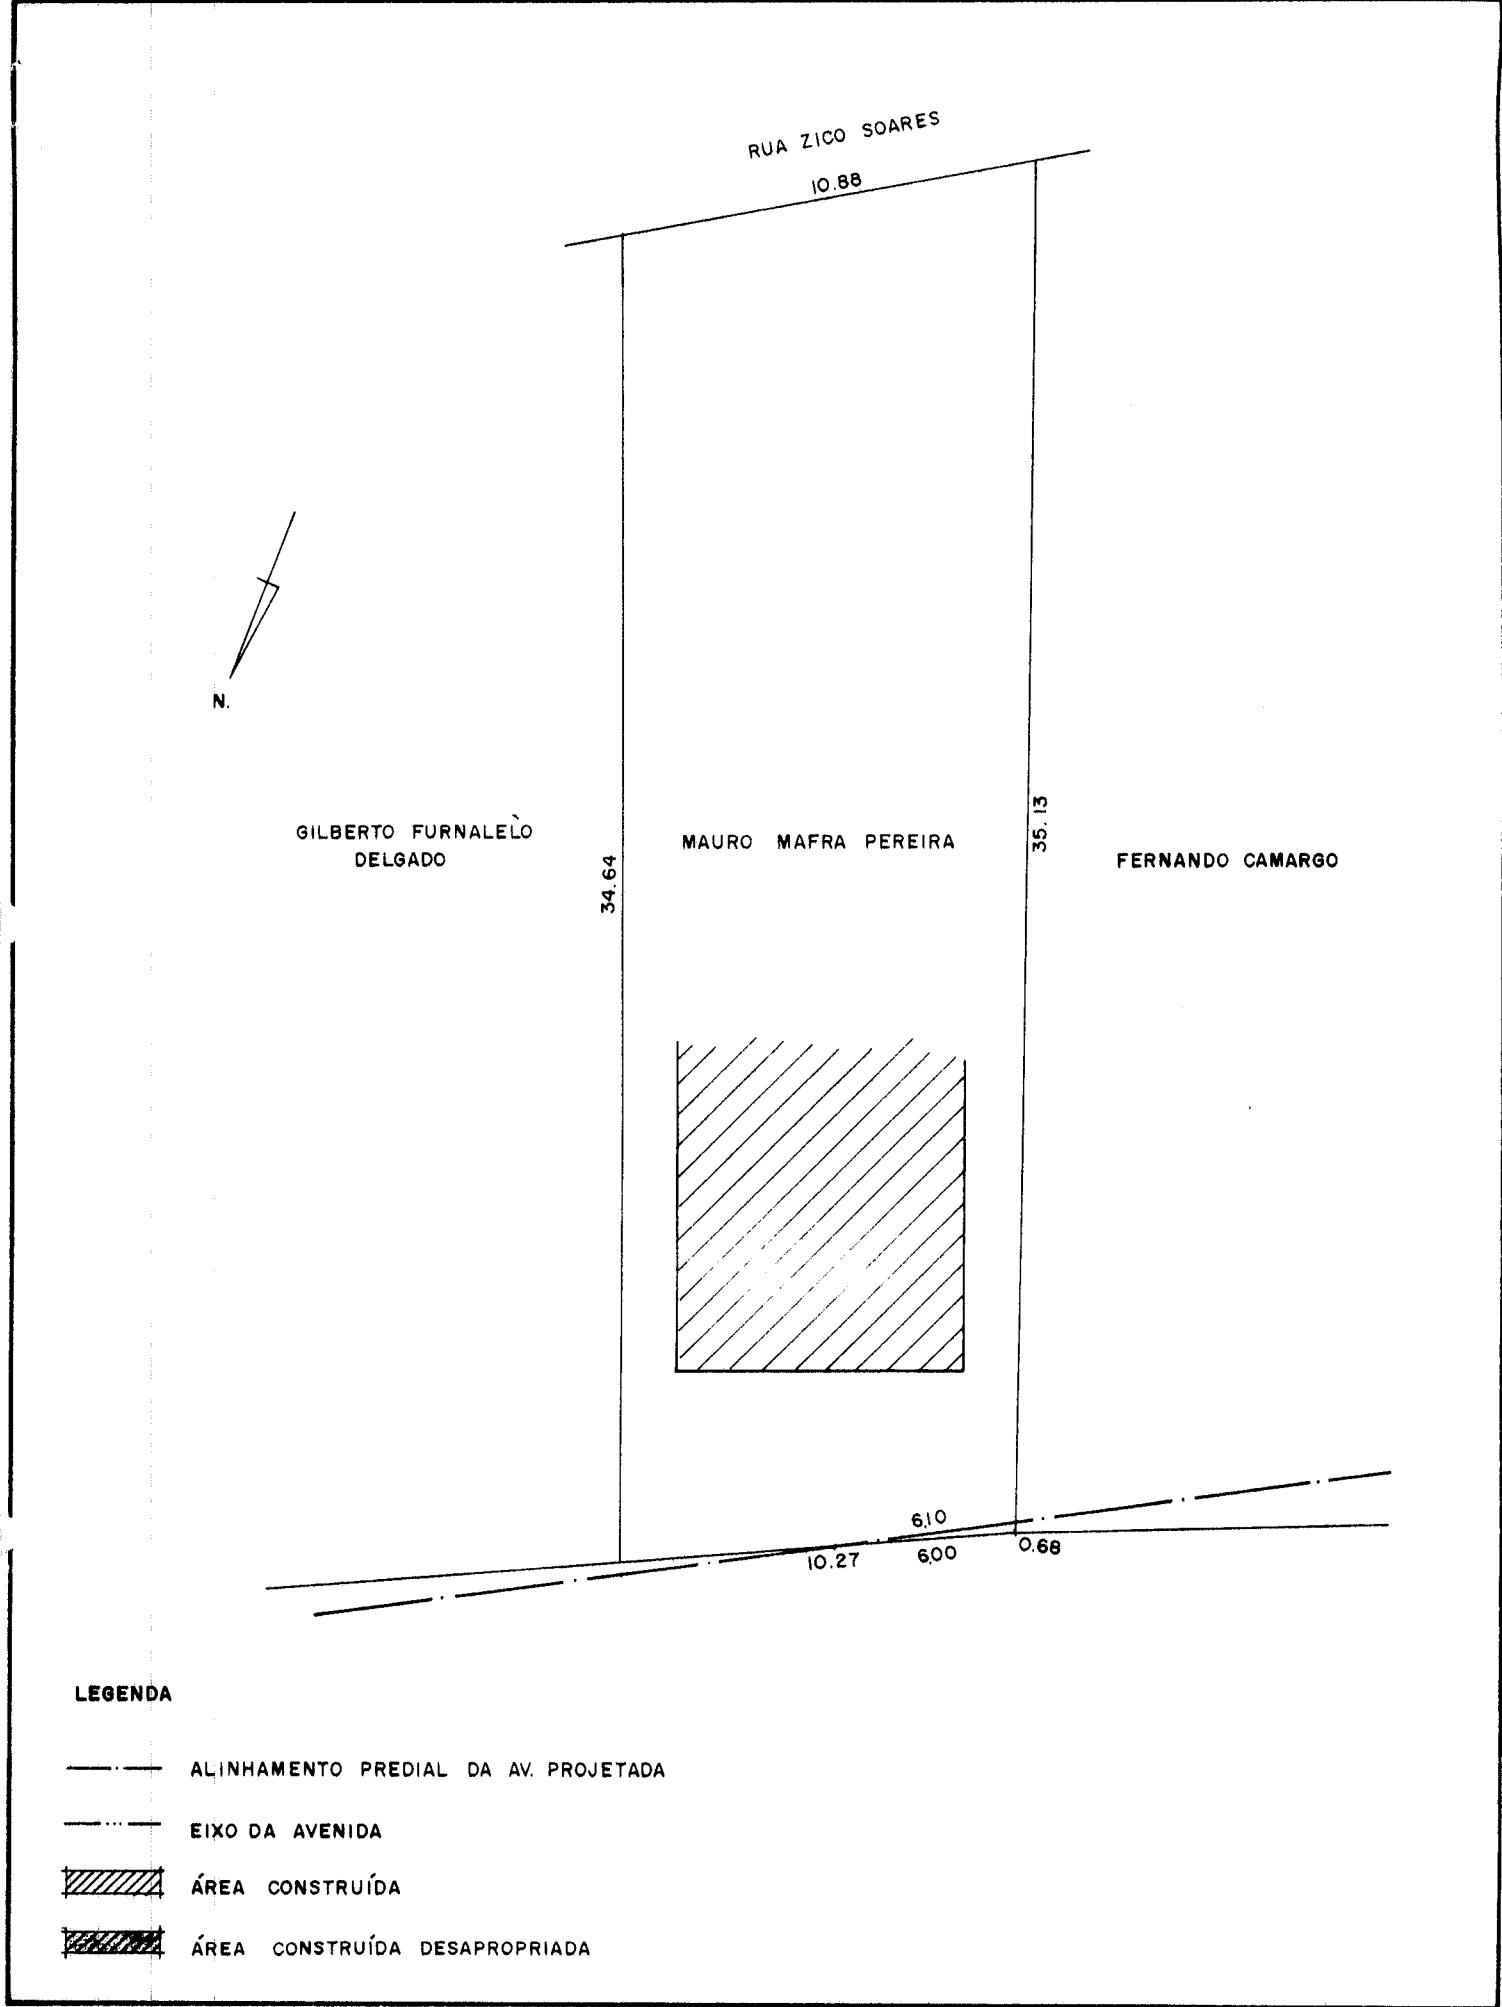 RUA ZICO SOARES
10.88
N.
GILBERTO FURNALELO
DELGADO
MAURO MAFRA PEREIRA
FERNANDO CAMARGO
34.64
35.13
6,10
10.27
6,00
0.68
LEGENDA
ALINHAMENTO PREDIAL DA AV. PROJETADA
EIXO DA AVENIDA
ÁREA CONSTRUÍDA
ÁREA CONSTRUÍDA DESAPROPRIADA